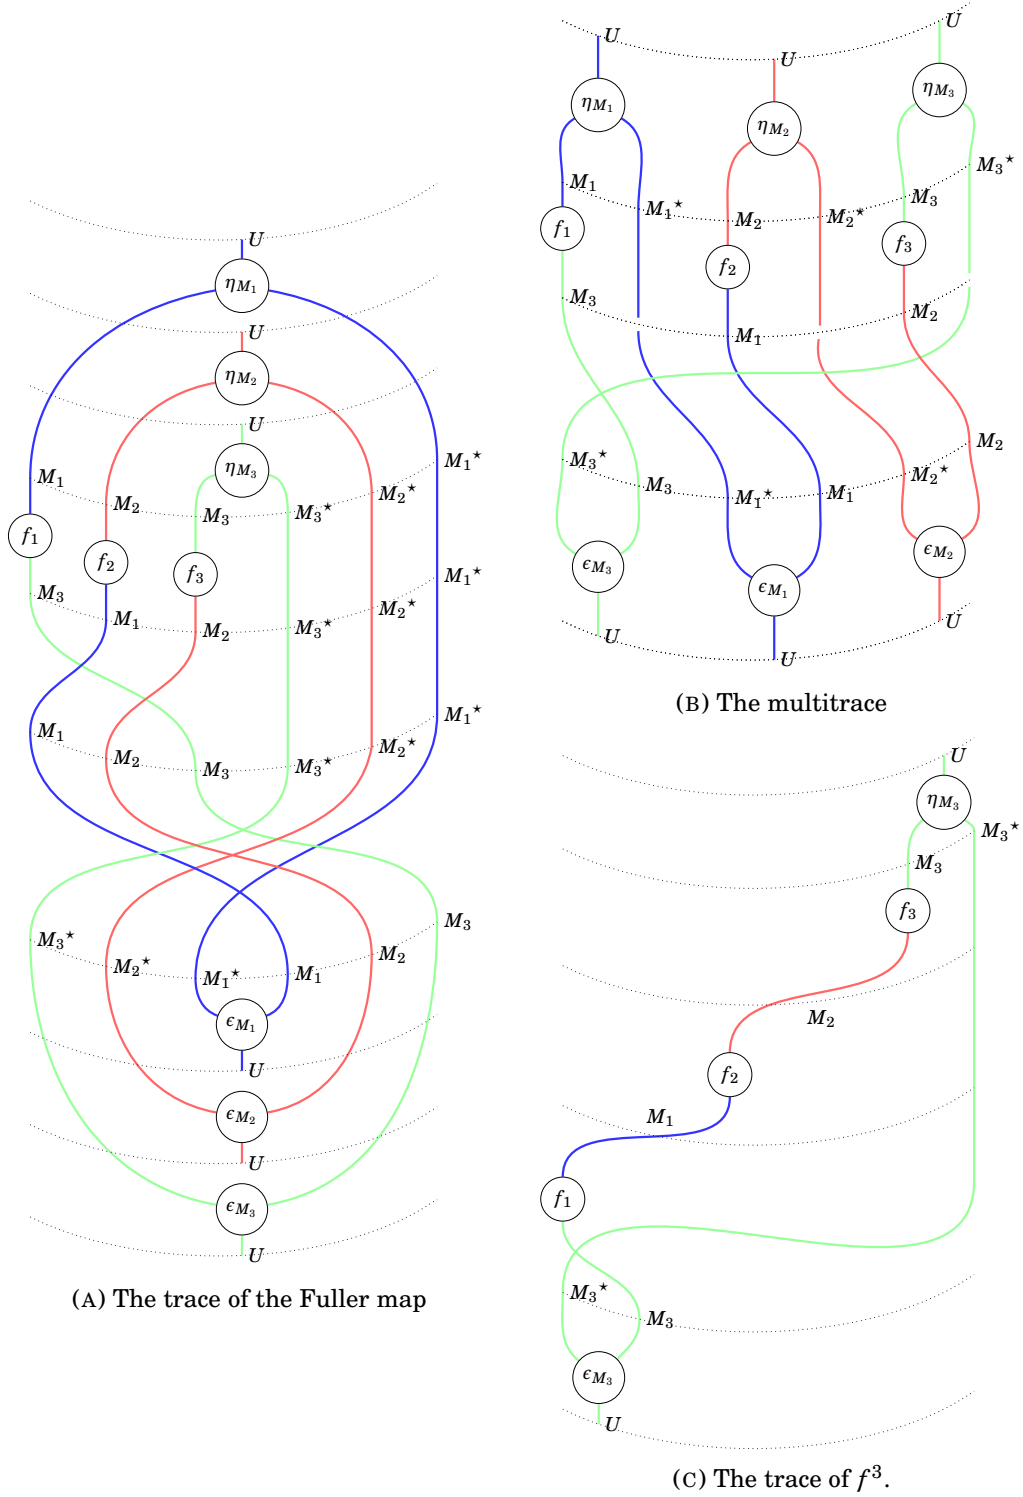 U
η_{M_1}
U
η_{M_2}
U
η_{M_3}
M_1 M_2 M_3 M_3^⋆ M_2^⋆ M_1^⋆
f_1 f_2 f_3
M_3 M_1 M_2 M_3^⋆ M_2^⋆ M_1^⋆
M_1 M_2 M_3 M_3^⋆ M_2^⋆ M_1^⋆
M_3^⋆ M_2^⋆ M_1^⋆ M_1 M_2 M_3
ϵ_{M_1}
U
ϵ_{M_2}
U
ϵ_{M_3}
U
(A) The trace of the Fuller map
U U U
η_{M_1} η_{M_2} η_{M_3}
M_1 M_1^⋆ M_2 M_2^⋆ M_3 M_3^⋆
f_1 f_2 f_3
M_3 M_1 M_2
M_3^⋆ M_3 M_1^⋆ M_1 M_2^⋆ M_2
ϵ_{M_3} ϵ_{M_1} ϵ_{M_2}
U U U
(B) The multitrace
U
η_{M_3}
M_3^⋆
M_3
f_3
M_2
f_2
M_1
f_1
M_3^⋆ M_3
ϵ_{M_3}
U
(C) The trace of f^3.